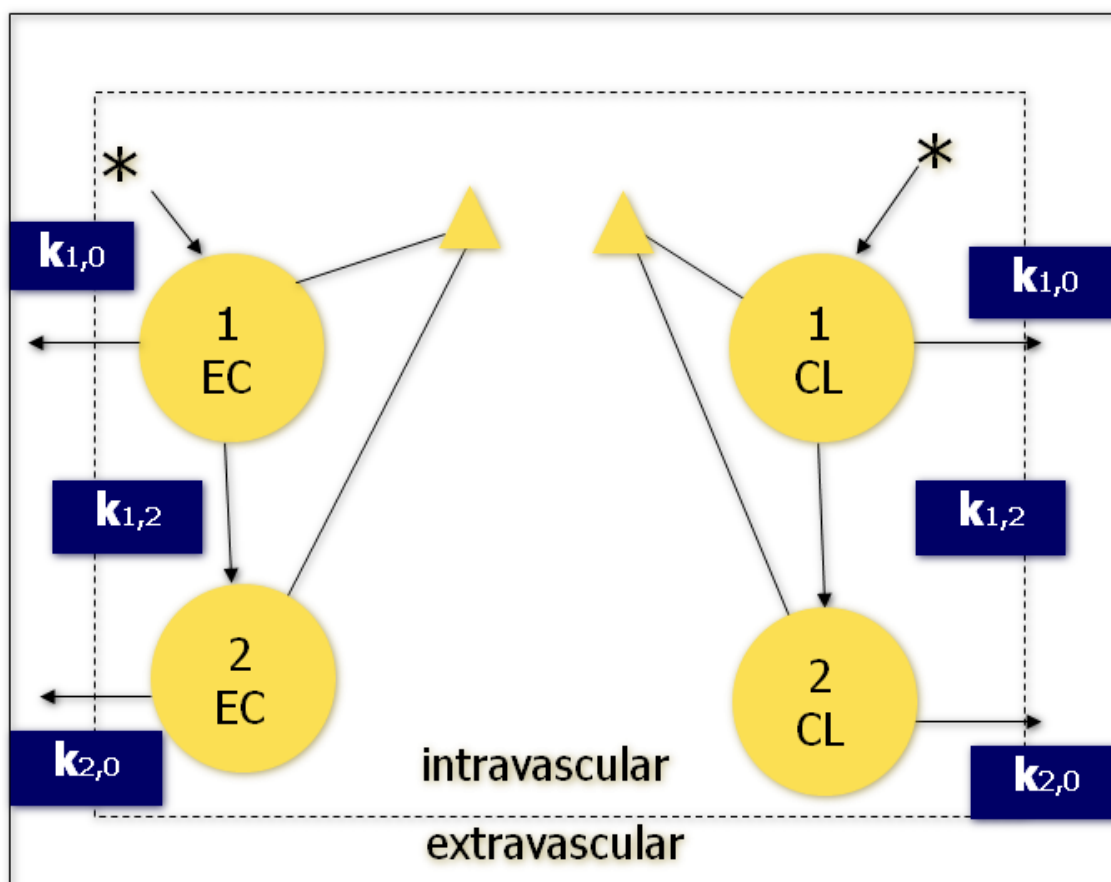 *
*
k1,0
k1,0
1
EC
1
CL
k1,2
k1,2
2
EC
2
CL
k2,0
k2,0
intravascular
extravascular